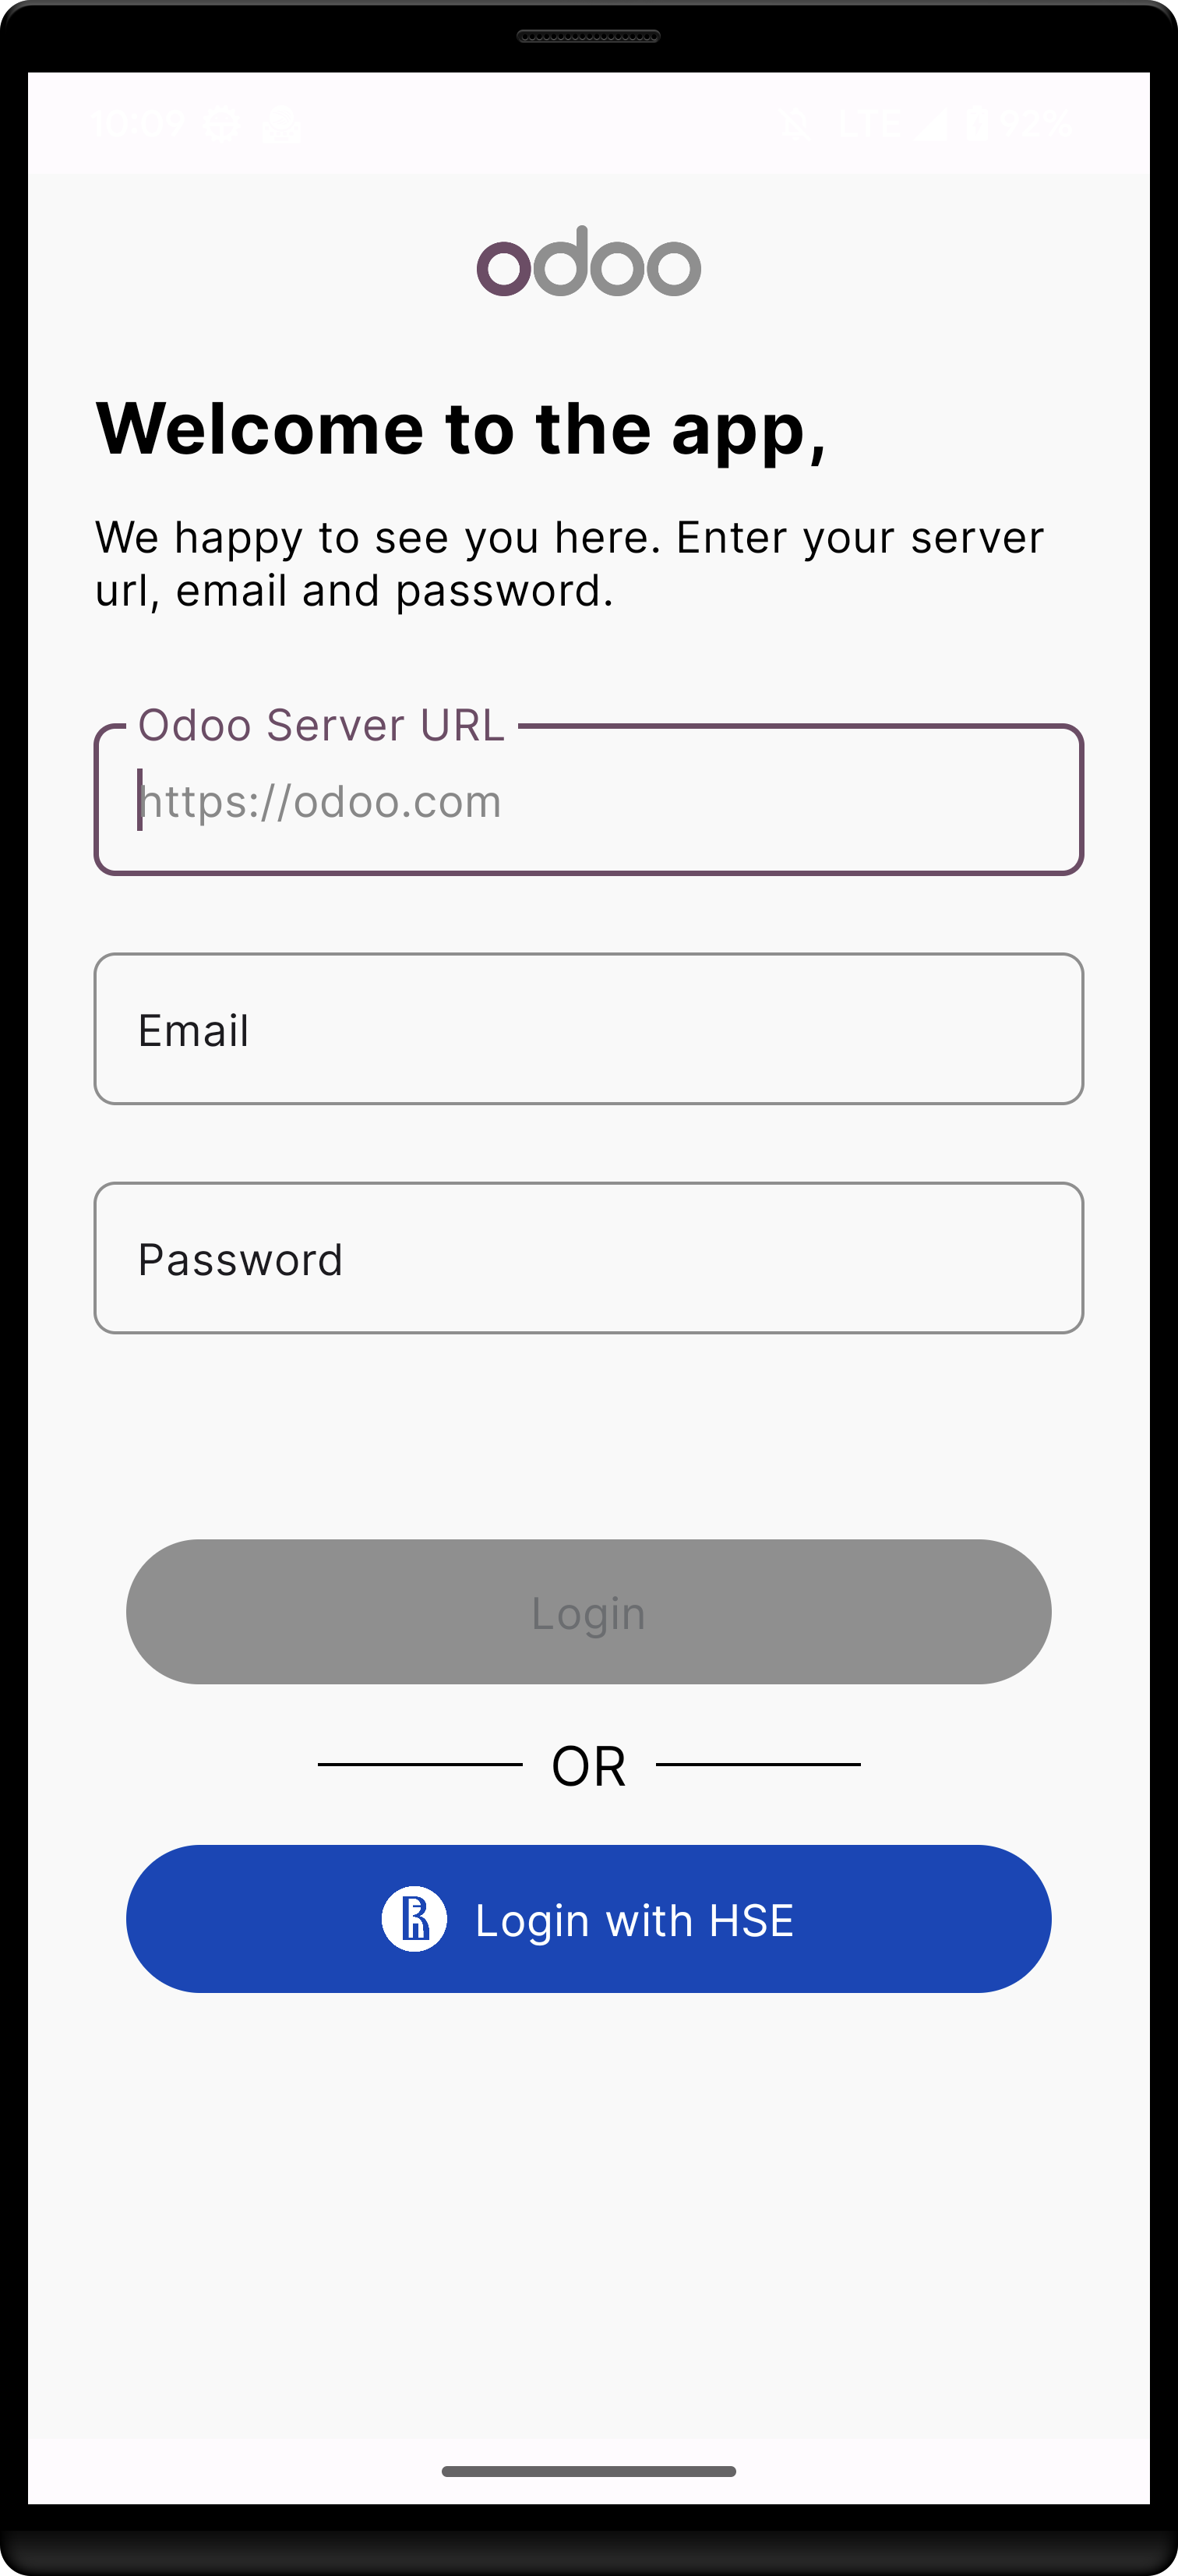 10:09 LTE 92%
odoo
Welcome to the app,
We happy to see you here. Enter your server
url, email and password.
Odoo Server URL
https://odoo.com
Email
Password
Login
OR
Login with HSE